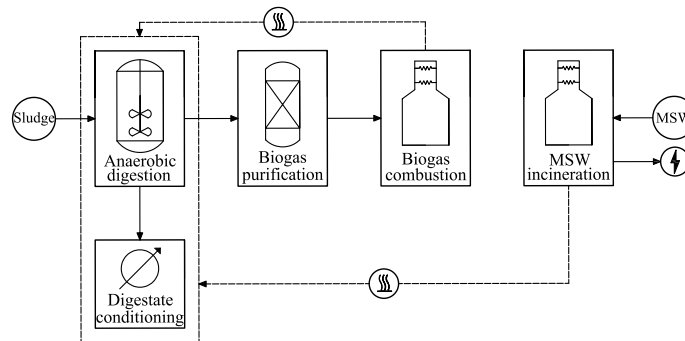 Sludge
Anaerobic
digestion
Biogas
purification
Biogas
combustion
MSW
incineration
MSW
Digestate
conditioning